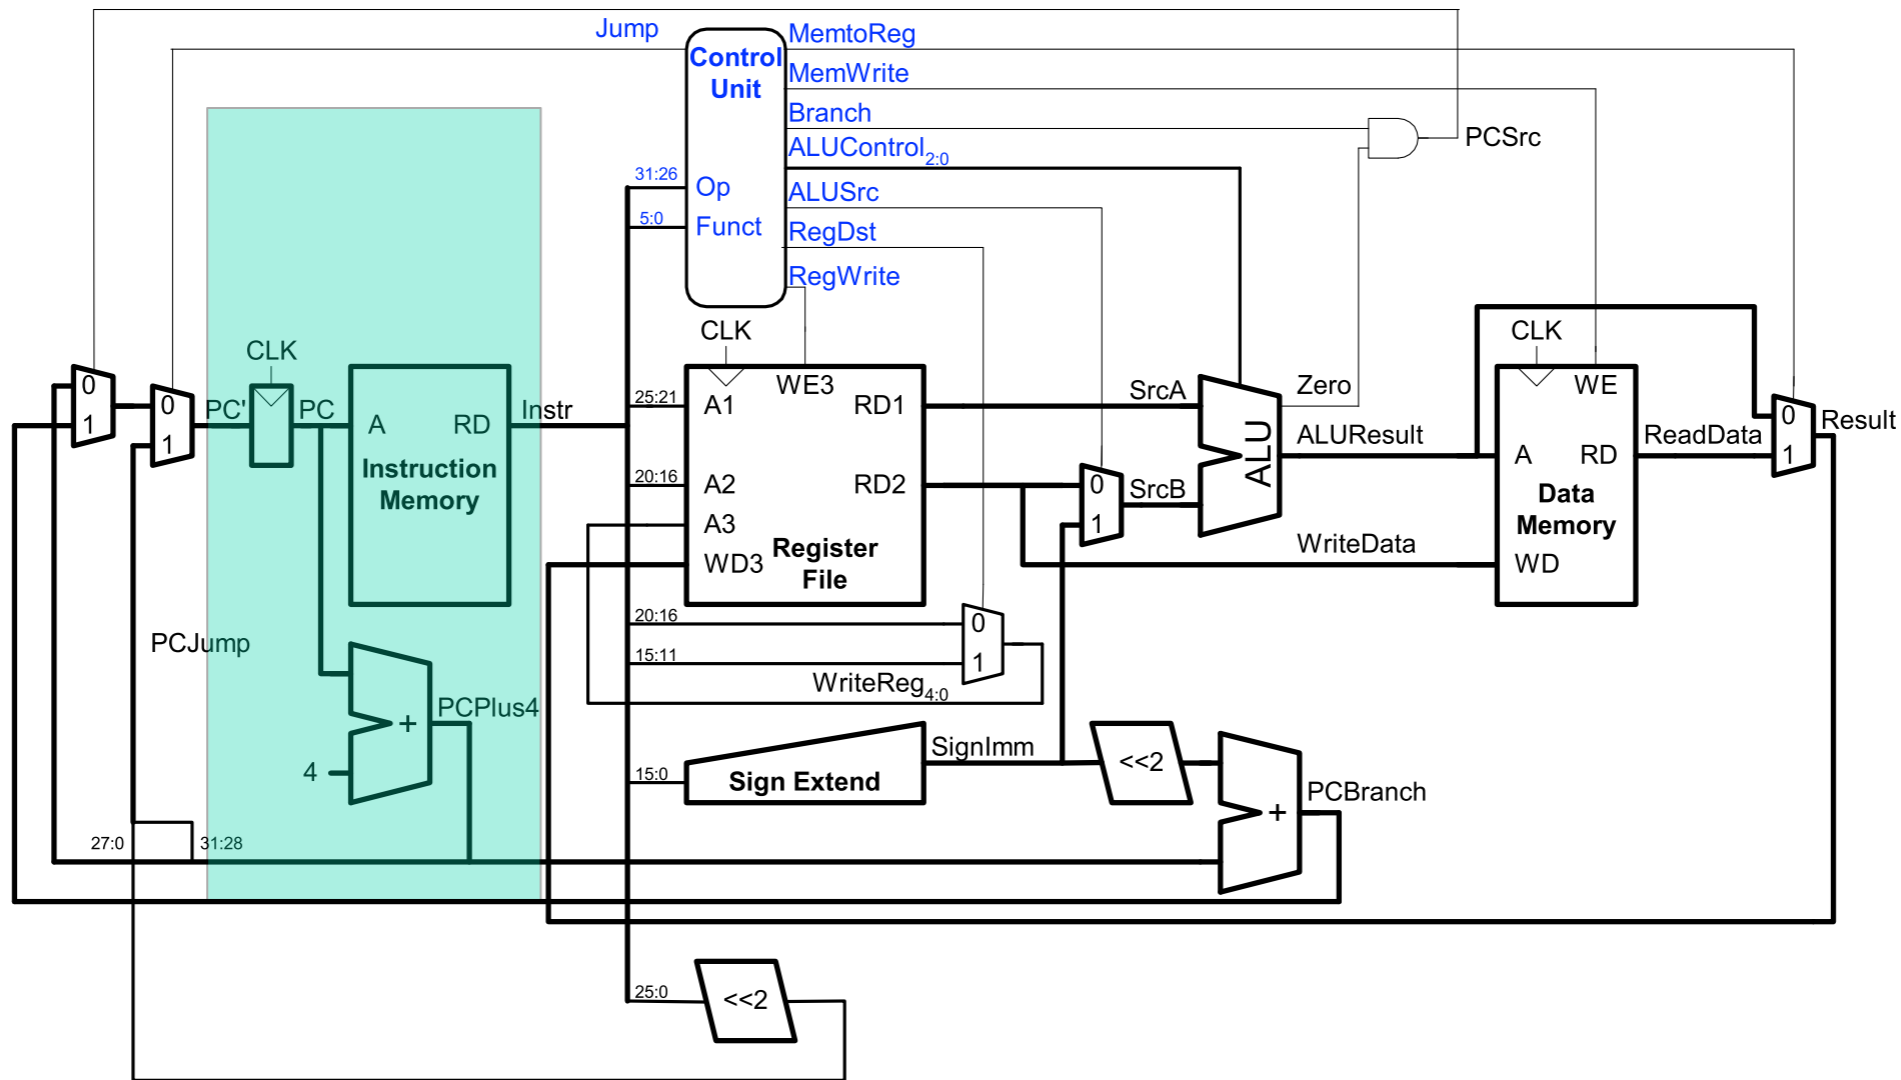 Jump
Control
Unit
MemtoReg
MemWrite
Branch
ALUControl2:0
PCSrc
31:26
Op
ALUSrc
5:0
Funct
RegDst
RegWrite
CLK
CLK
CLK
0
1
0
1
PC'
PC
A
RD
Instruction
Memory
Instr
25:21
A1
WE3
RD1
SrcA
Zero
ALU
ALUResult
WE
A
RD
Data
Memory
WD
ReadData
0
1
Result
20:16
A2
RD2
0
1
SrcB
A3
WD3
Register
File
WriteData
20:16
0
15:11
1
WriteReg4:0
PCJump
PCPlus4
+
4
15:0
Sign Extend
SignImm
<<2
+
PCBranch
27:0
31:28
25:0
<<2